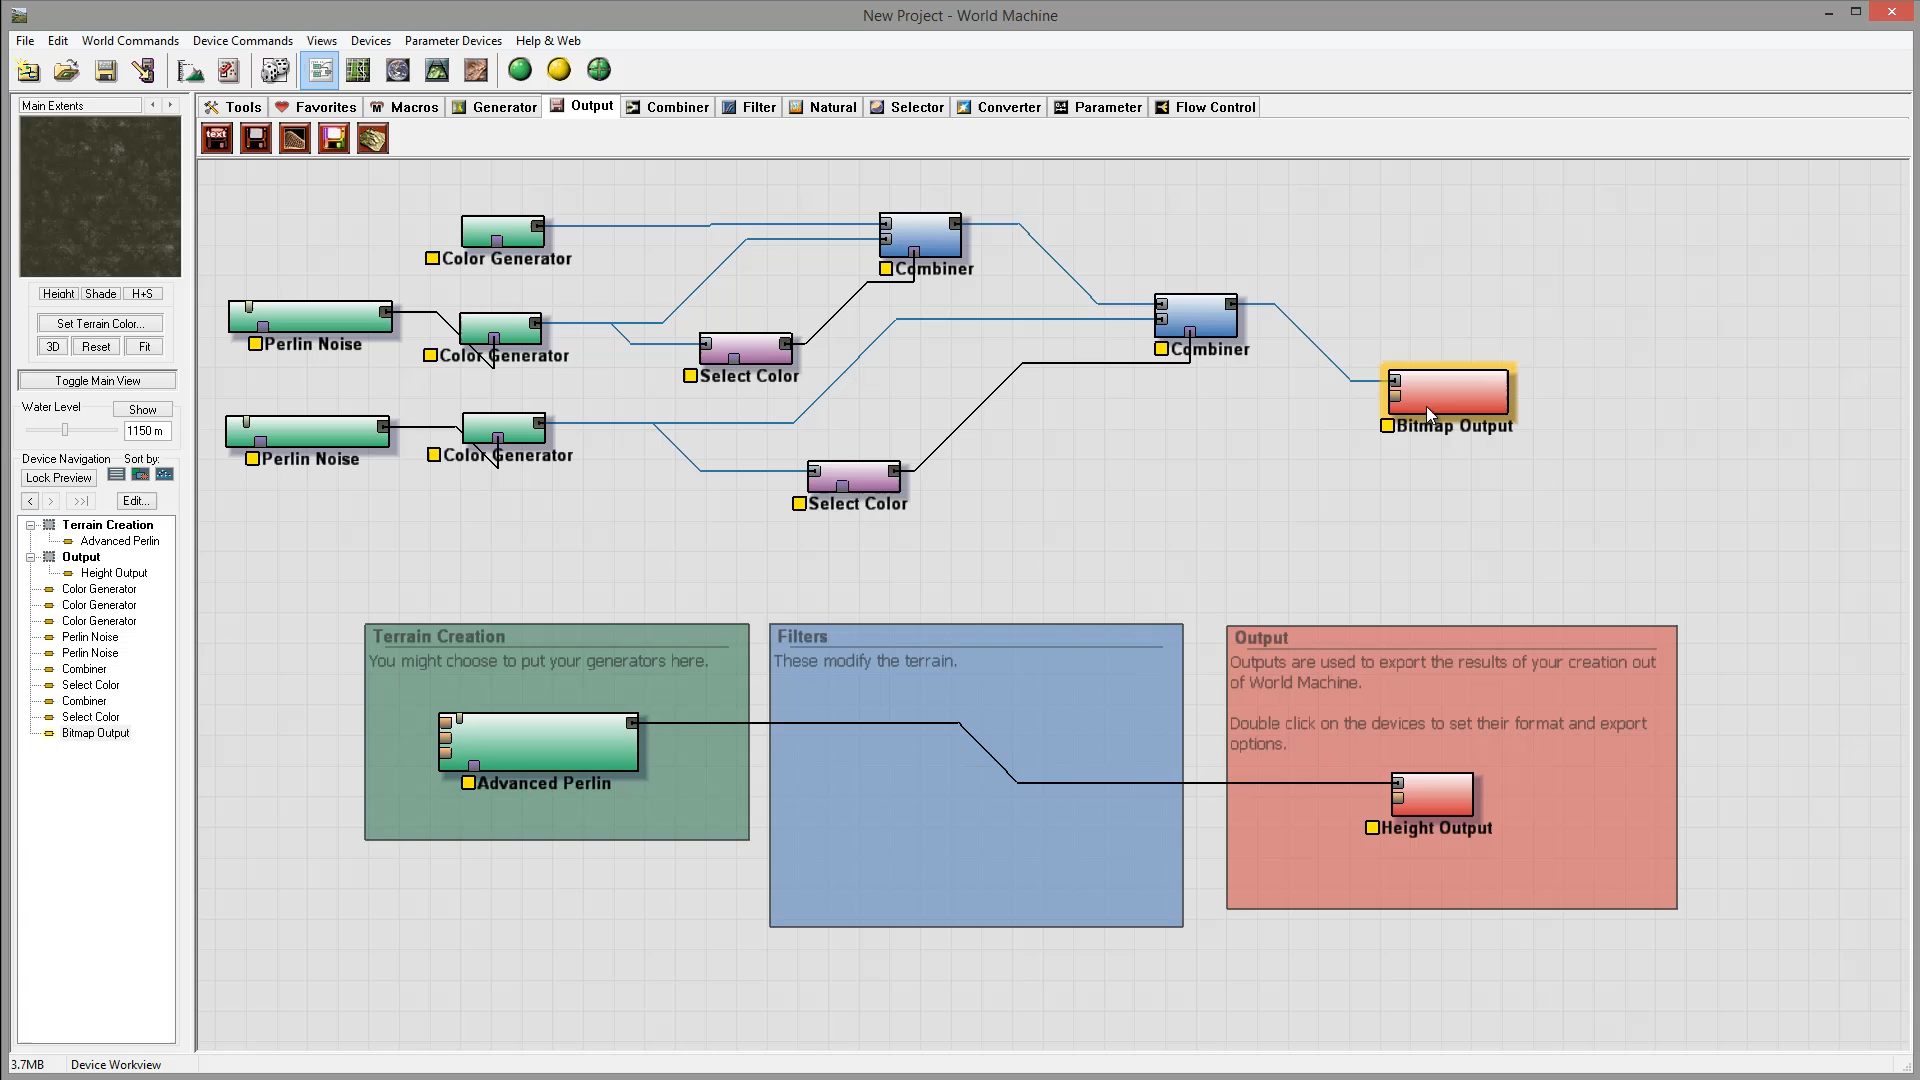 New Project - World Machine
File Edit World Commands Device Commands Views Devices Parameter Devices Help & Web
Main Extents
Tools Favorites Macros Generator Output Combiner Filter Natural Selector Converter Parameter Flow Control
text
Height Shade H+S
Set Terrain Color...
3D Reset Fit
Toggle Main View
Water Level Show
1150 m
Device Navigation Sort by:
Lock Preview
< > >>| Edit...
Terrain Creation
Advanced Perlin
Output
Height Output
Color Generator
Color Generator
Color Generator
Perlin Noise
Perlin Noise
Combiner
Select Color
Combiner
Select Color
Bitmap Output
Color Generator
Combiner
Perlin Noise
Color Generator
Select Color
Combiner
Bitmap Output
Perlin Noise
Color Generator
Select Color
Terrain Creation
You might choose to put your generators here.
Advanced Perlin
Filters
These modify the terrain.
Output
Outputs are used to export the results of your creation out
of World Machine.
Double click on the devices to set their format and export
options.
Height Output
3.7MB Device Workview